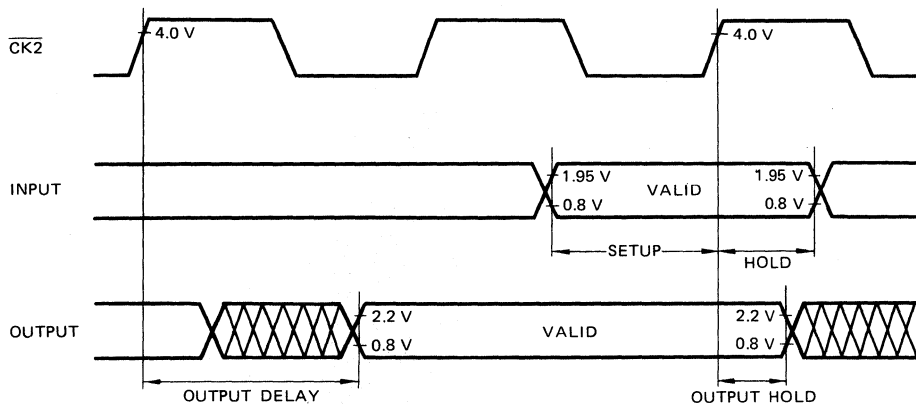 CK2
4.0 V
4.0 V
INPUT
1.95 V
VALID
1.95 V
0.8 V
0.8 V
SETUP
HOLD
OUTPUT
2.2 V
VALID
2.2 V
0.8 V
0.8 V
OUTPUT DELAY
OUTPUT HOLD